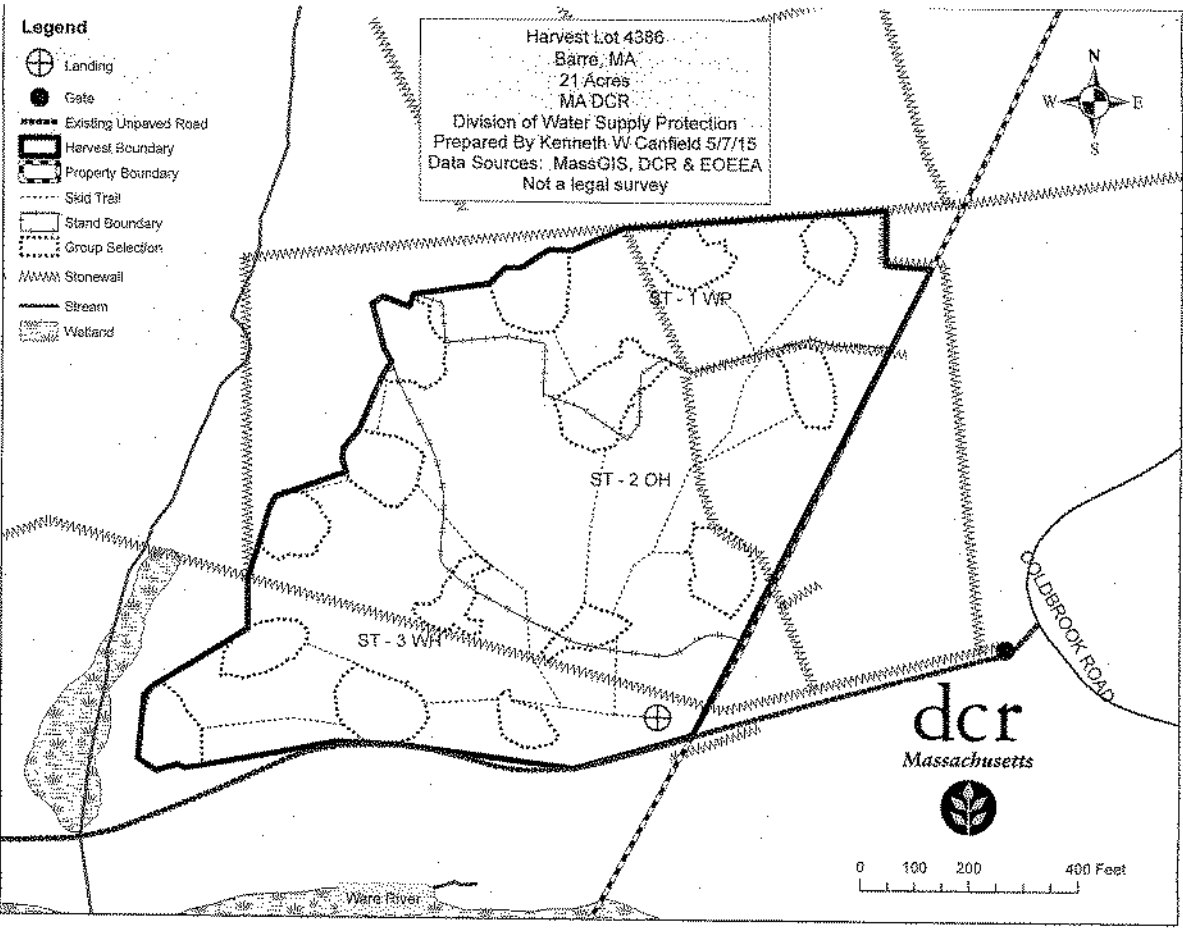 Legend
Landing
Gate
Existing Unpaved Road
Harvest Boundary
Property Boundary
Skid Trail
Stand Boundary
Group Selection
Stonewall
Stream
Wetland
Harvest Lot 4386
Barre, MA
21 Acres
MA DCR
Division of Water Supply Protection
Prepared By Kenneth W Canfield 5/7/15
Data Sources: MassGIS, DCR & EOEEA
Not a legal survey
N
W E
S
ST - 1 WP
ST - 2 OH
ST - 3 WH
COLDBROOK ROAD
dcr
Massachusetts
0 100 200 400 Feet
Ware River